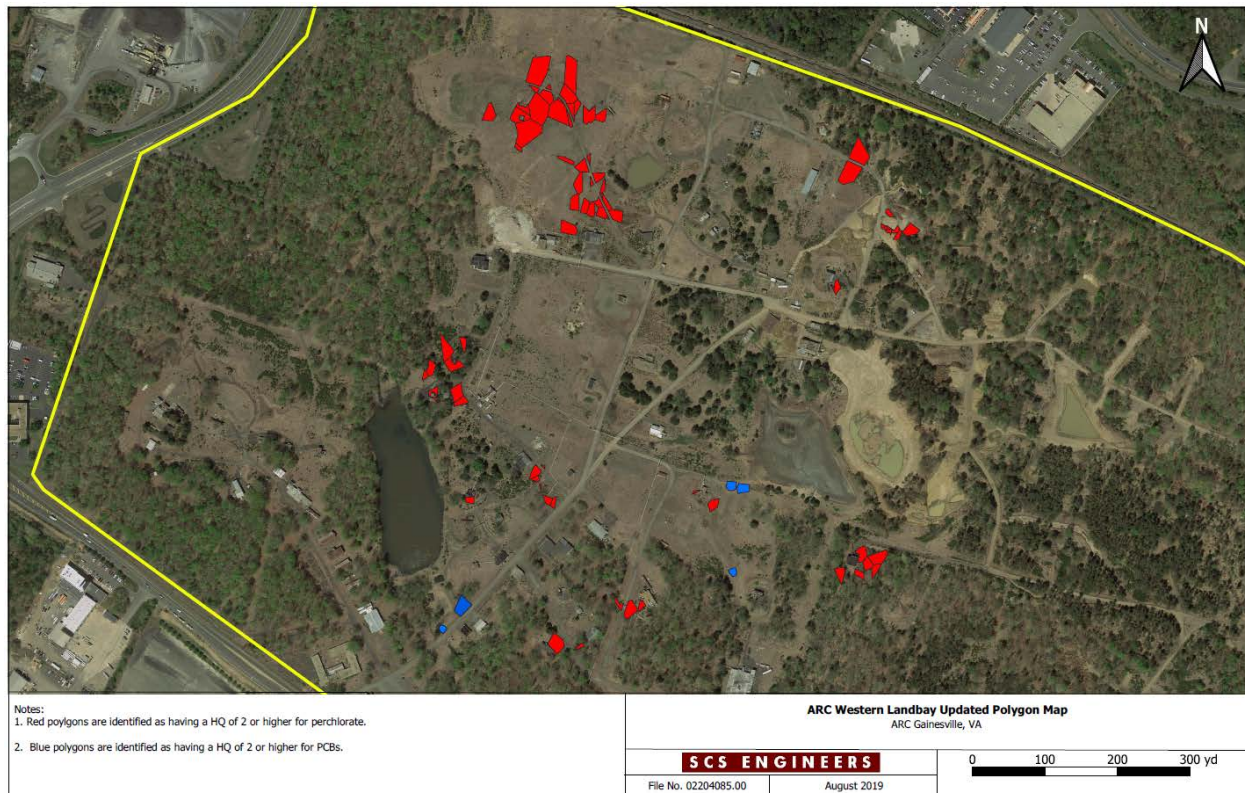 N
Notes:
1. Red poylgons are identified as having a HQ of 2 or higher for perchlorate.
2. Blue polygons are identified as having a HQ of 2 or higher for PCBs.
ARC Western Landbay Updated Polygon Map
ARC Gainesville, VA
SCS ENGINEERS
File No. 02204085.00
August 2019
0 100 200 300 yd